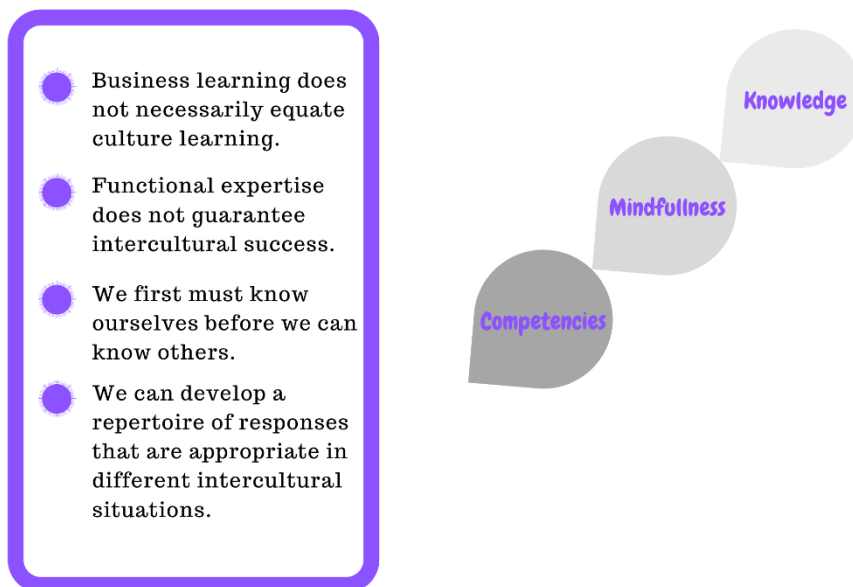 Business learning does
not necessarily equate
culture learning.
Functional expertise
does not guarantee
intercultural success.
We first must know
ourselves before we can
know others.
We can develop a
repertoire of responses
that are appropriate in
different intercultural
situations.
Knowledge
Mindfullness
Competencies